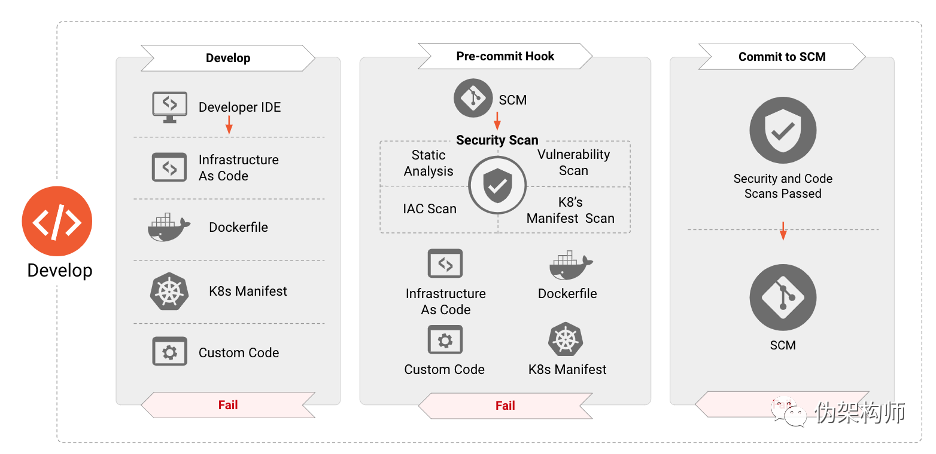 Develop
Develop
Developer IDE
Infrastructure
As Code
Dockerfile
K8s Manifest
Custom Code
Fail
Pre-commit Hook
SCM
Security Scan
Static
Analysis
Vulnerability
Scan
IAC Scan
K8's
Manifest Scan
Infrastructure
As Code
Dockerfile
Custom Code
K8s Manifest
Fail
Commit to SCM
Security and Code
Scans Passed
SCM
伪架构师